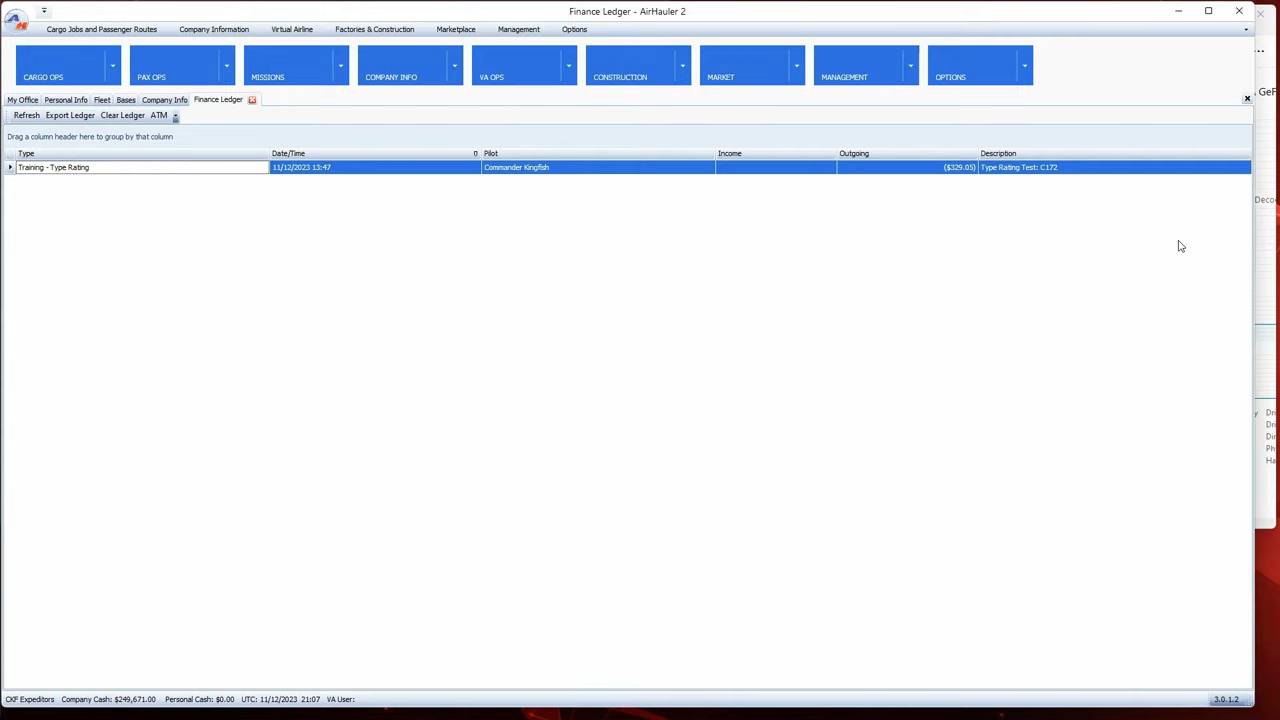 Finance Ledger - AirHauler 2
Cargo Jobs and Passenger Routes Company Information Virtual Airline Factories & Construction Marketplace Management Options
CARGO OPS PAX OPS MISSIONS COMPANY INFO VA OPS CONSTRUCTION MARKET MANAGEMENT OPTIONS
My Office Personal Info Fleet Bases Company Info Finance Ledger
Refresh Export Ledger Clear Ledger ATM
Drag a column header here to group by that column
Type Date/Time Pilot Income Outgoing Description
Training - Type Rating 11/12/2023 13:47 Commander Kingfish ($329.05) Type Rating Test: C172
CKF Expeditors Company Cash: $249,671.00 Personal Cash: $0.00 UTC: 11/12/2023 21:07 VA User: 3.0.1.2